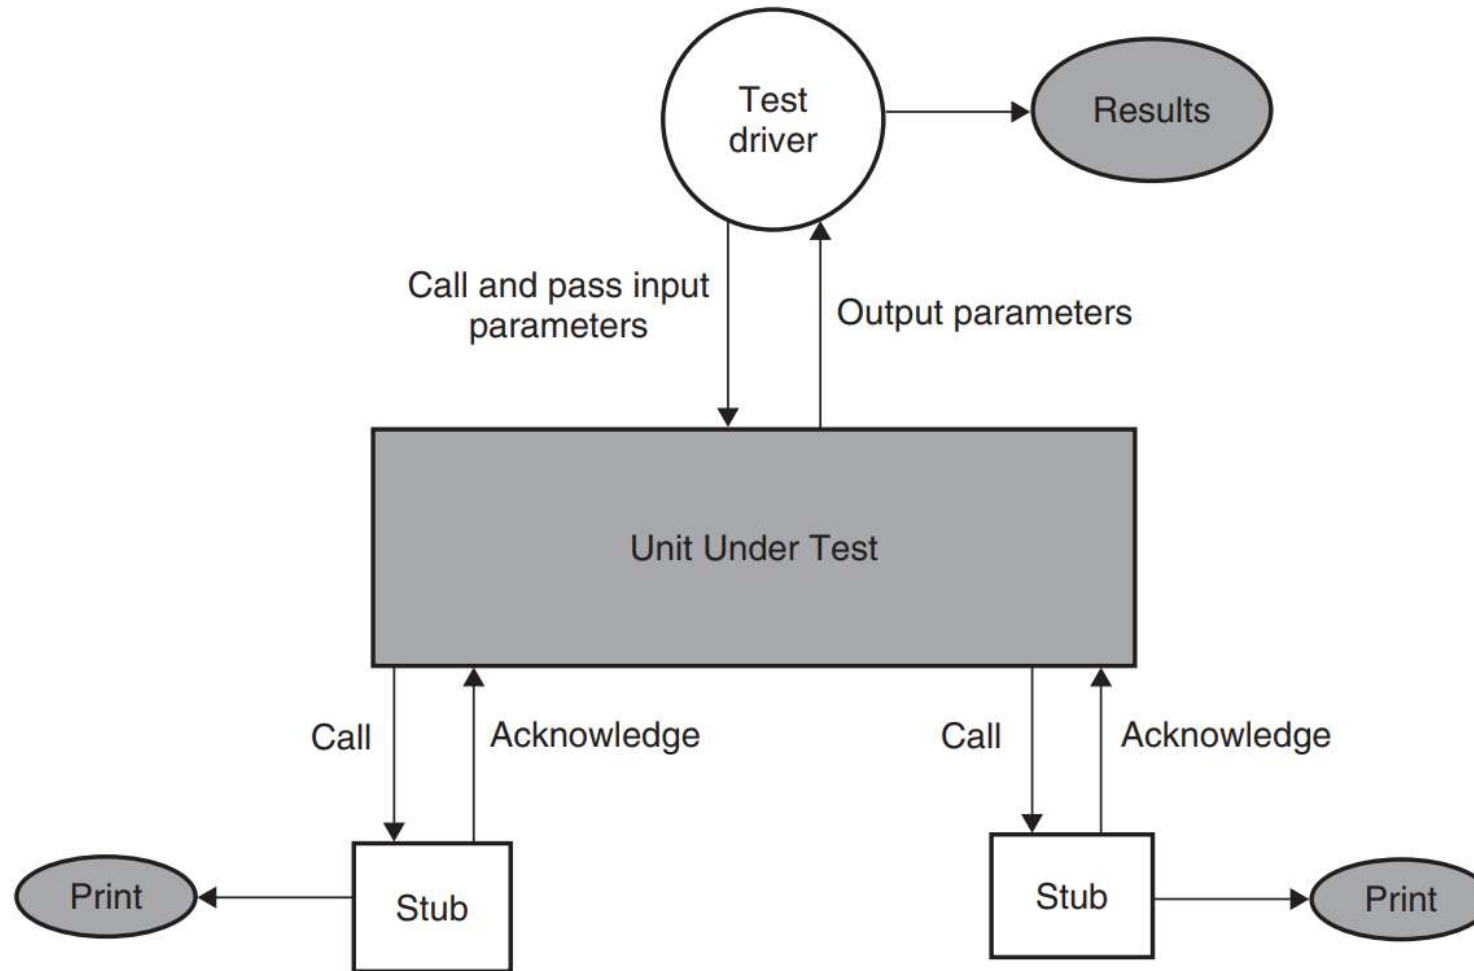 Test
driver
Results
Call and pass input
parameters
Output parameters
Unit Under Test
Call
Acknowledge
Call
Acknowledge
Print
Stub
Stub
Print